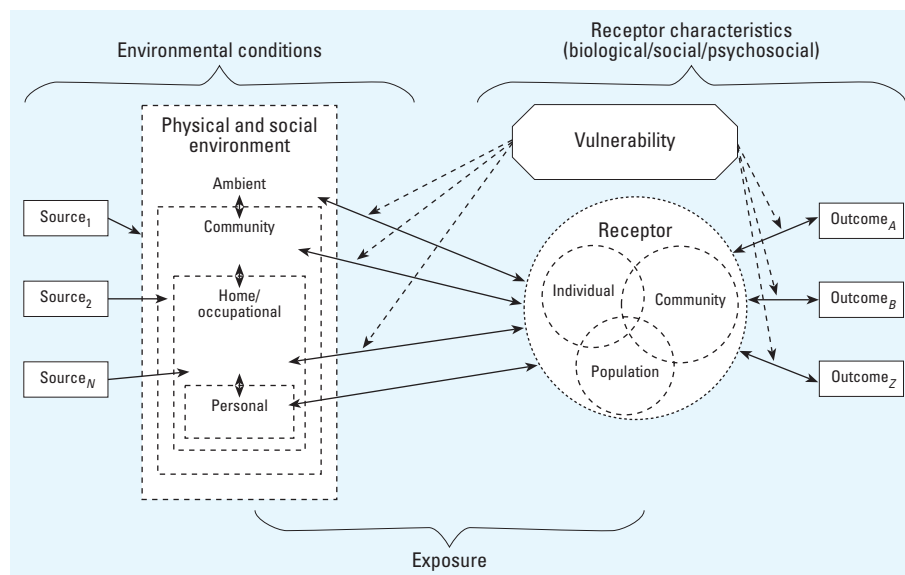 Environmental conditions
Receptor characteristics
(biological/social/psychosocial)
Physical and social
environment
Ambient
Community
Home/
occupational
Personal
Source1
Source2
SourceN
Vulnerability
Receptor
Individual
Community
Population
OutcomeA
OutcomeB
OutcomeZ
Exposure